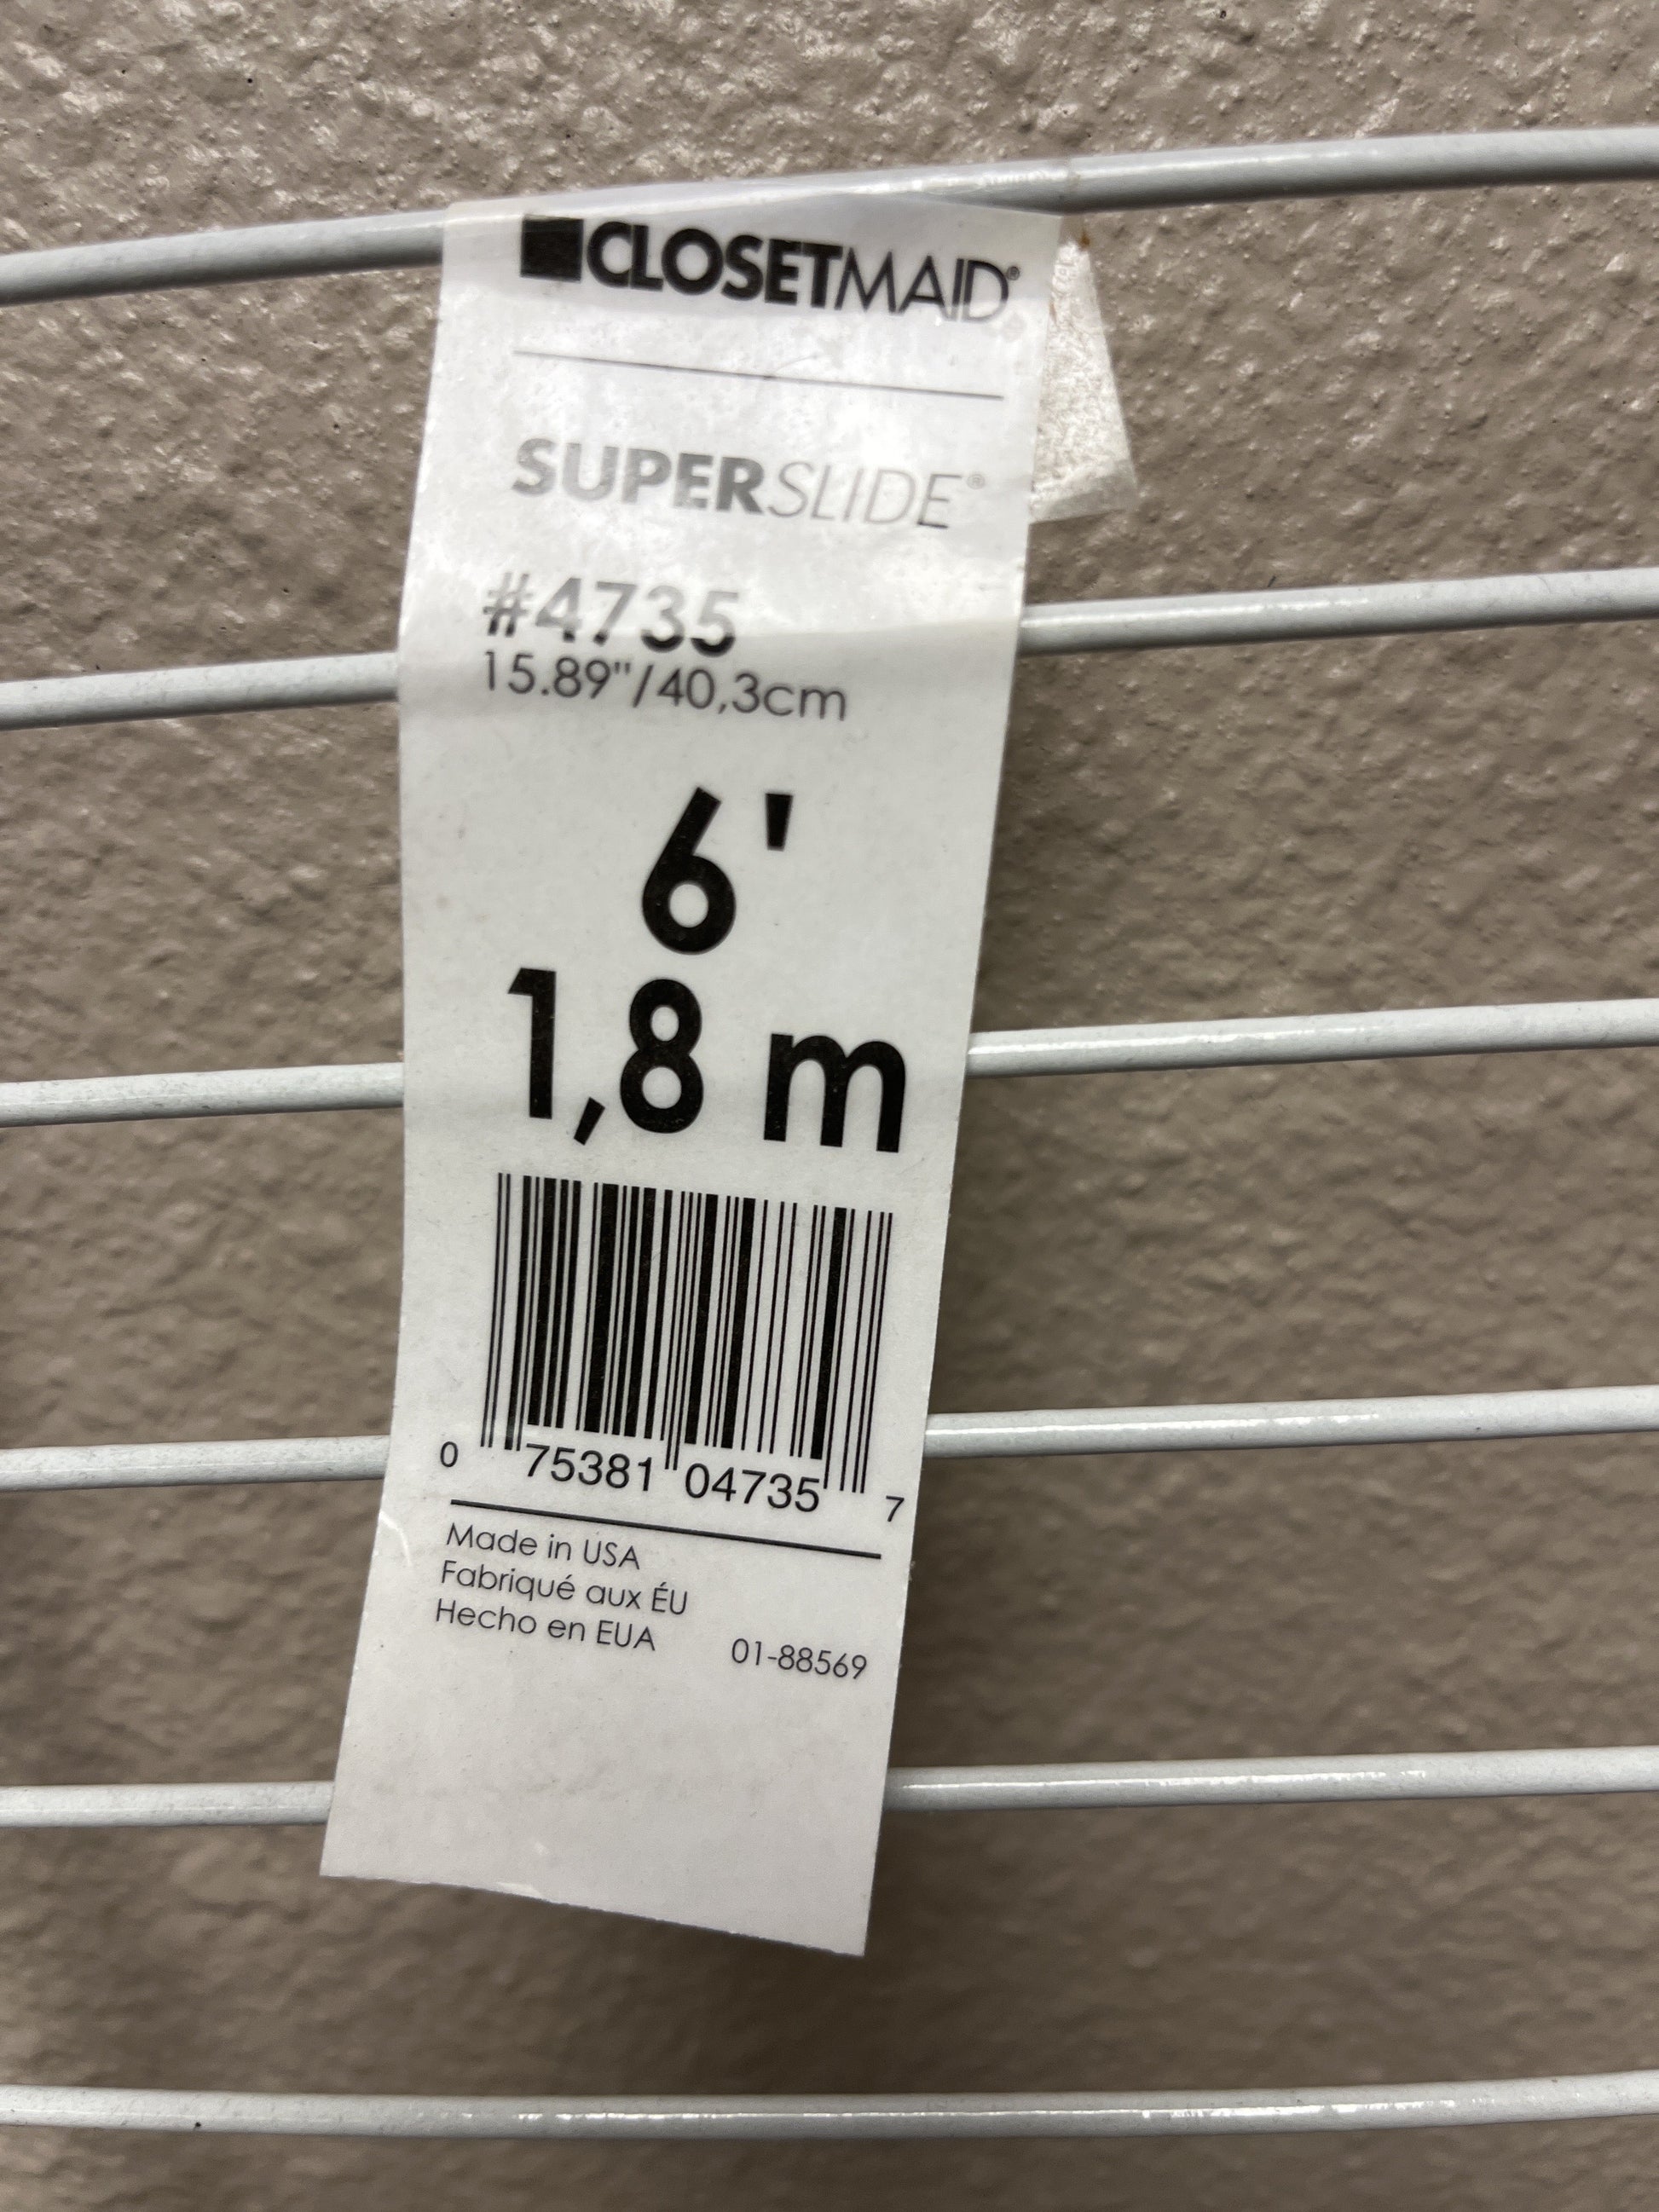 CLOSETMAID®
SUPERSLIDE®
#4735
15.89"/40,3cm
6'
1,8 m
0 75381 04735 7
Made in USA
Fabriqué aux ÉU
Hecho en EUA 01-88569